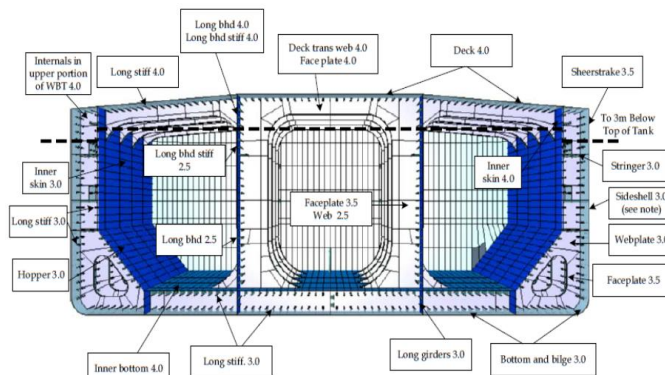 Long bhd 4.0
Long bhd stiff 4.0
Deck trans web 4.0
Face plate 4.0
Deck 4.0
Internals in
upper portion
of WBT 4.0
Long stiff 4.0
Sheerstrake 3.5
To 3m Below
Top of Tank
Long bhd stiff
2.5
Inner
skin 3.0
Inner
skin 4.0
Stringer 3.0
Faceplate 3.5
Web 2.5
Sideshell 3.0
(see note)
Long stiff 3.0
Long bhd 2.5
Webplate 3.0
Hopper 3.0
Faceplate 3.5
Inner bottom 4.0
Long stiff. 3.0
Long girders 3.0
Bottom and bilge 3.0